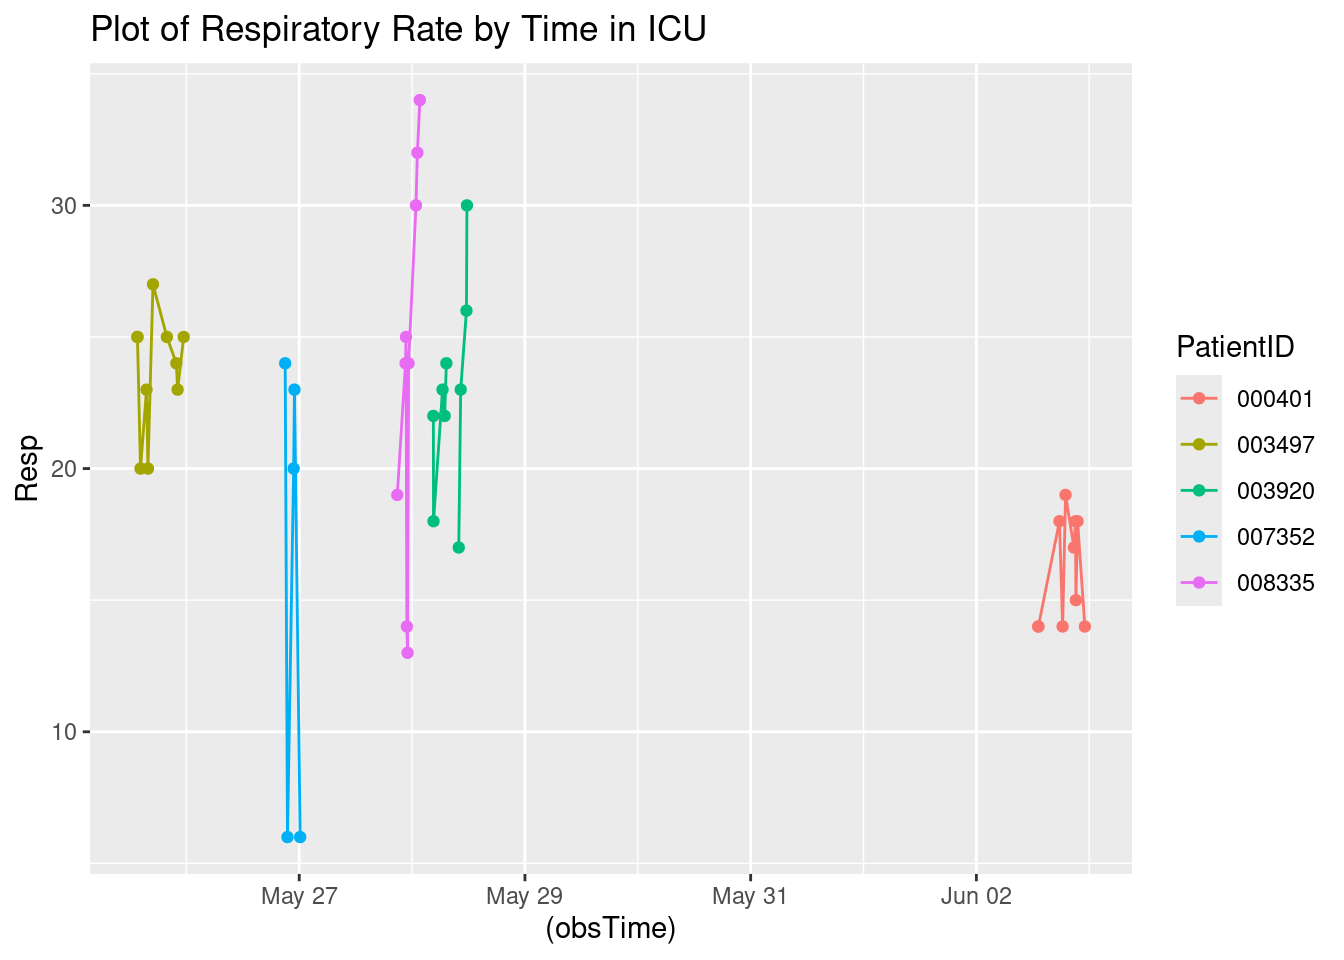 Plot of Respiratory Rate by Time in ICU
Resp
30
20
10
May 27
May 29
May 31
Jun 02
(obsTime)
PatientID
000401
003497
003920
007352
008335